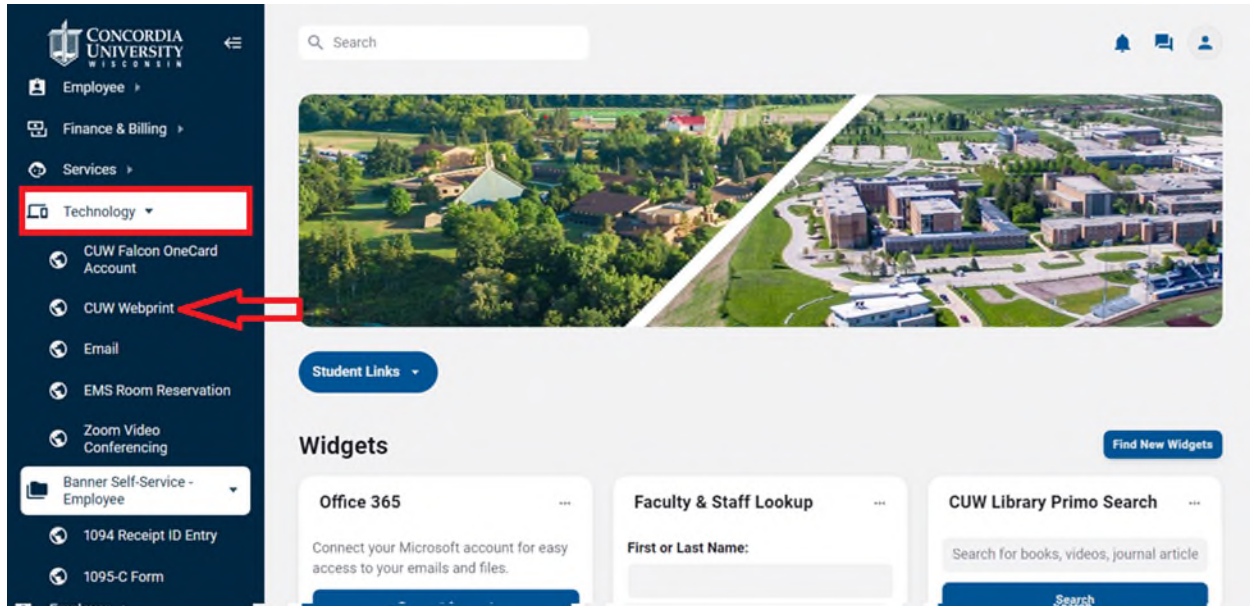 CONCORDIA
UNIVERSITY
WISCONSIN
Employee
Finance & Billing
Services
Technology
CUW Falcon OneCard
Account
CUW Webprint
Email
EMS Room Reservation
Zoom Video
Conferencing
Banner Self-Service -
Employee
1094 Receipt ID Entry
1095-C Form
Search
Student Links
Widgets
Find New Widgets
Office 365
Connect your Microsoft account for easy
access to your emails and files.
Faculty & Staff Lookup
First or Last Name:
CUW Library Primo Search
Search for books, videos, journal article
Search